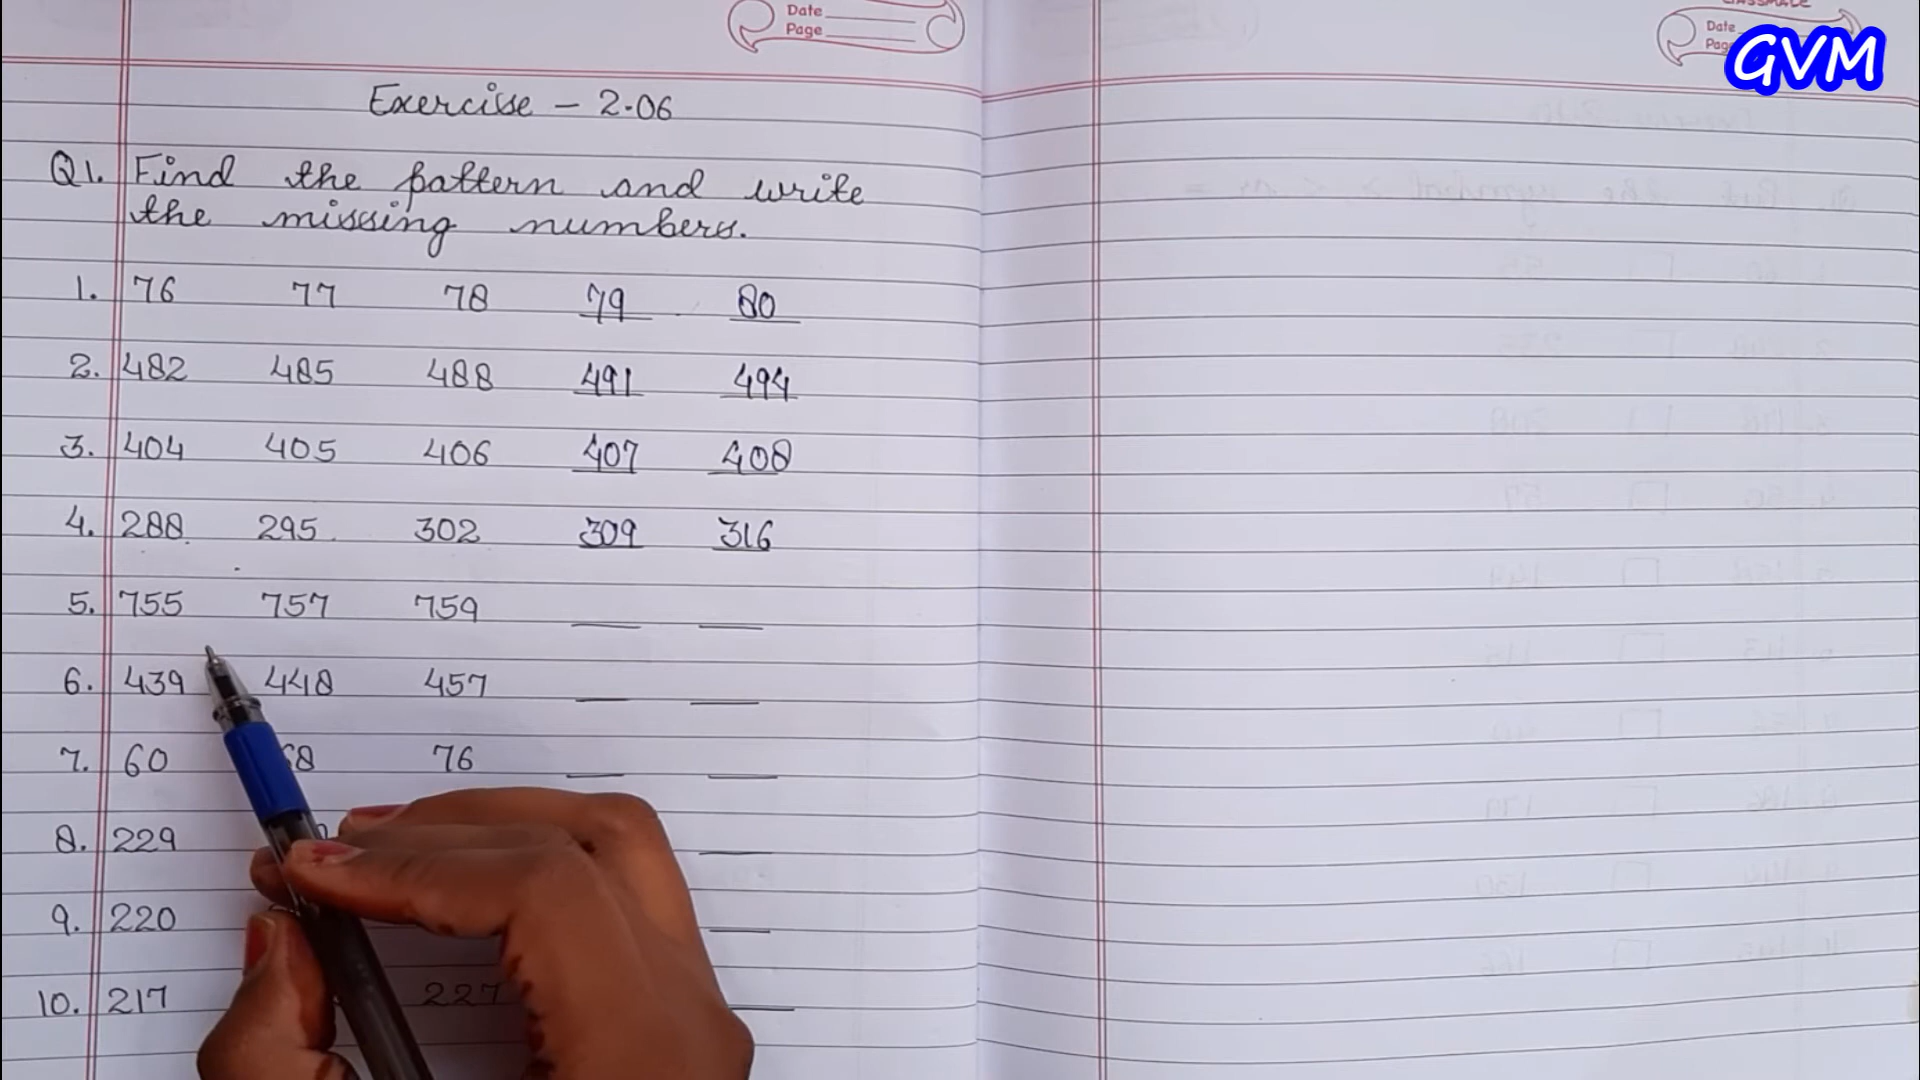 Date
Page
Date
GVM
Exercise - 2.06
Q1. Find the pattern and write
the missing numbers.
1. 76 77 78 79 80
2. 482 485 488 491 494
3. 404 405 406 407 408
4. 288 295 302 309 316
5. 755 757 759
6. 439 448 457
7. 60 68 76
8. 229
9. 220
10. 217 227